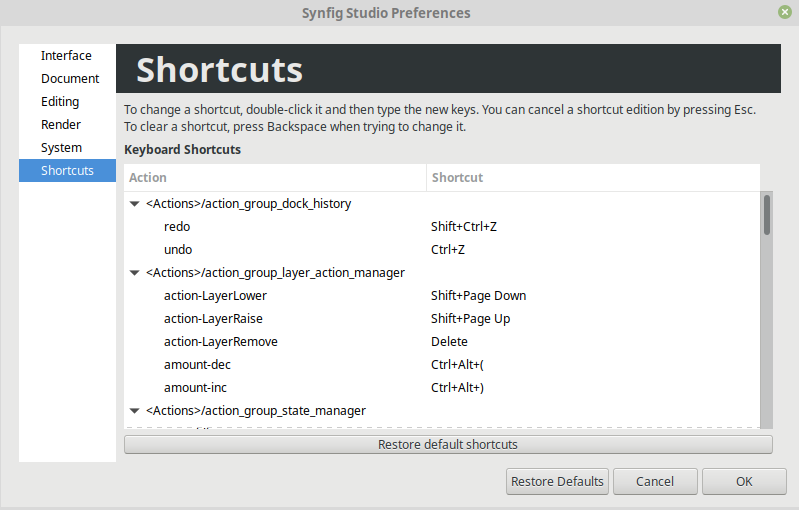 Synfig Studio Preferences
Interface
Document
Editing
Render
System
Shortcuts
Shortcuts
To change a shortcut, double-click it and then type the new keys. You can cancel a shortcut edition by pressing Esc.
To clear a shortcut, press Backspace when trying to change it.
Keyboard Shortcuts
Action Shortcut
<Actions>/action_group_dock_history
redo Shift+Ctrl+Z
undo Ctrl+Z
<Actions>/action_group_layer_action_manager
action-LayerLower Shift+Page Down
action-LayerRaise Shift+Page Up
action-LayerRemove Delete
amount-dec Ctrl+Alt+(
amount-inc Ctrl+Alt+)
<Actions>/action_group_state_manager
Restore default shortcuts
Restore Defaults Cancel OK